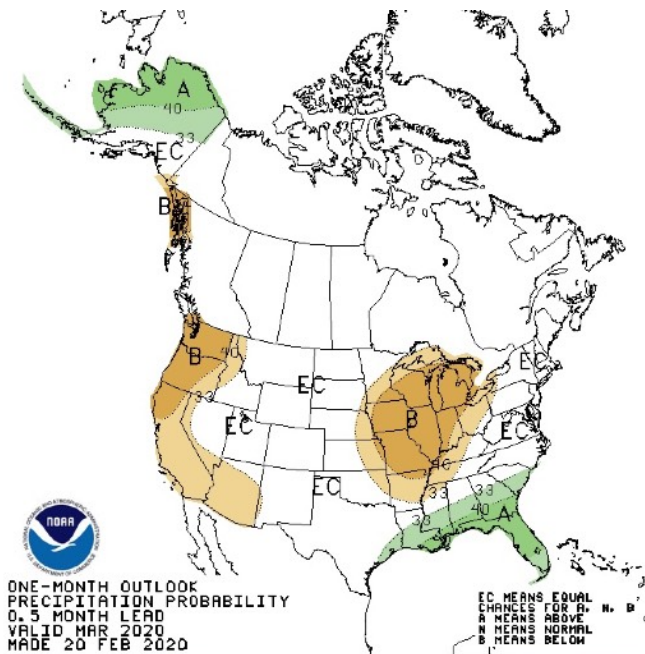 A
40
33
EC
B
B
40
33
EC
EC
EC
B
40
33
EC
EC
33
33
40
A
NOAA
ONE-MONTH OUTLOOK
PRECIPITATION PROBABILITY
0.5 MONTH LEAD
VALID MAR 2020
MADE 20 FEB 2020
EC MEANS EQUAL
CHANCES FOR A, N, B
A MEANS ABOVE
N MEANS NORMAL
B MEANS BELOW